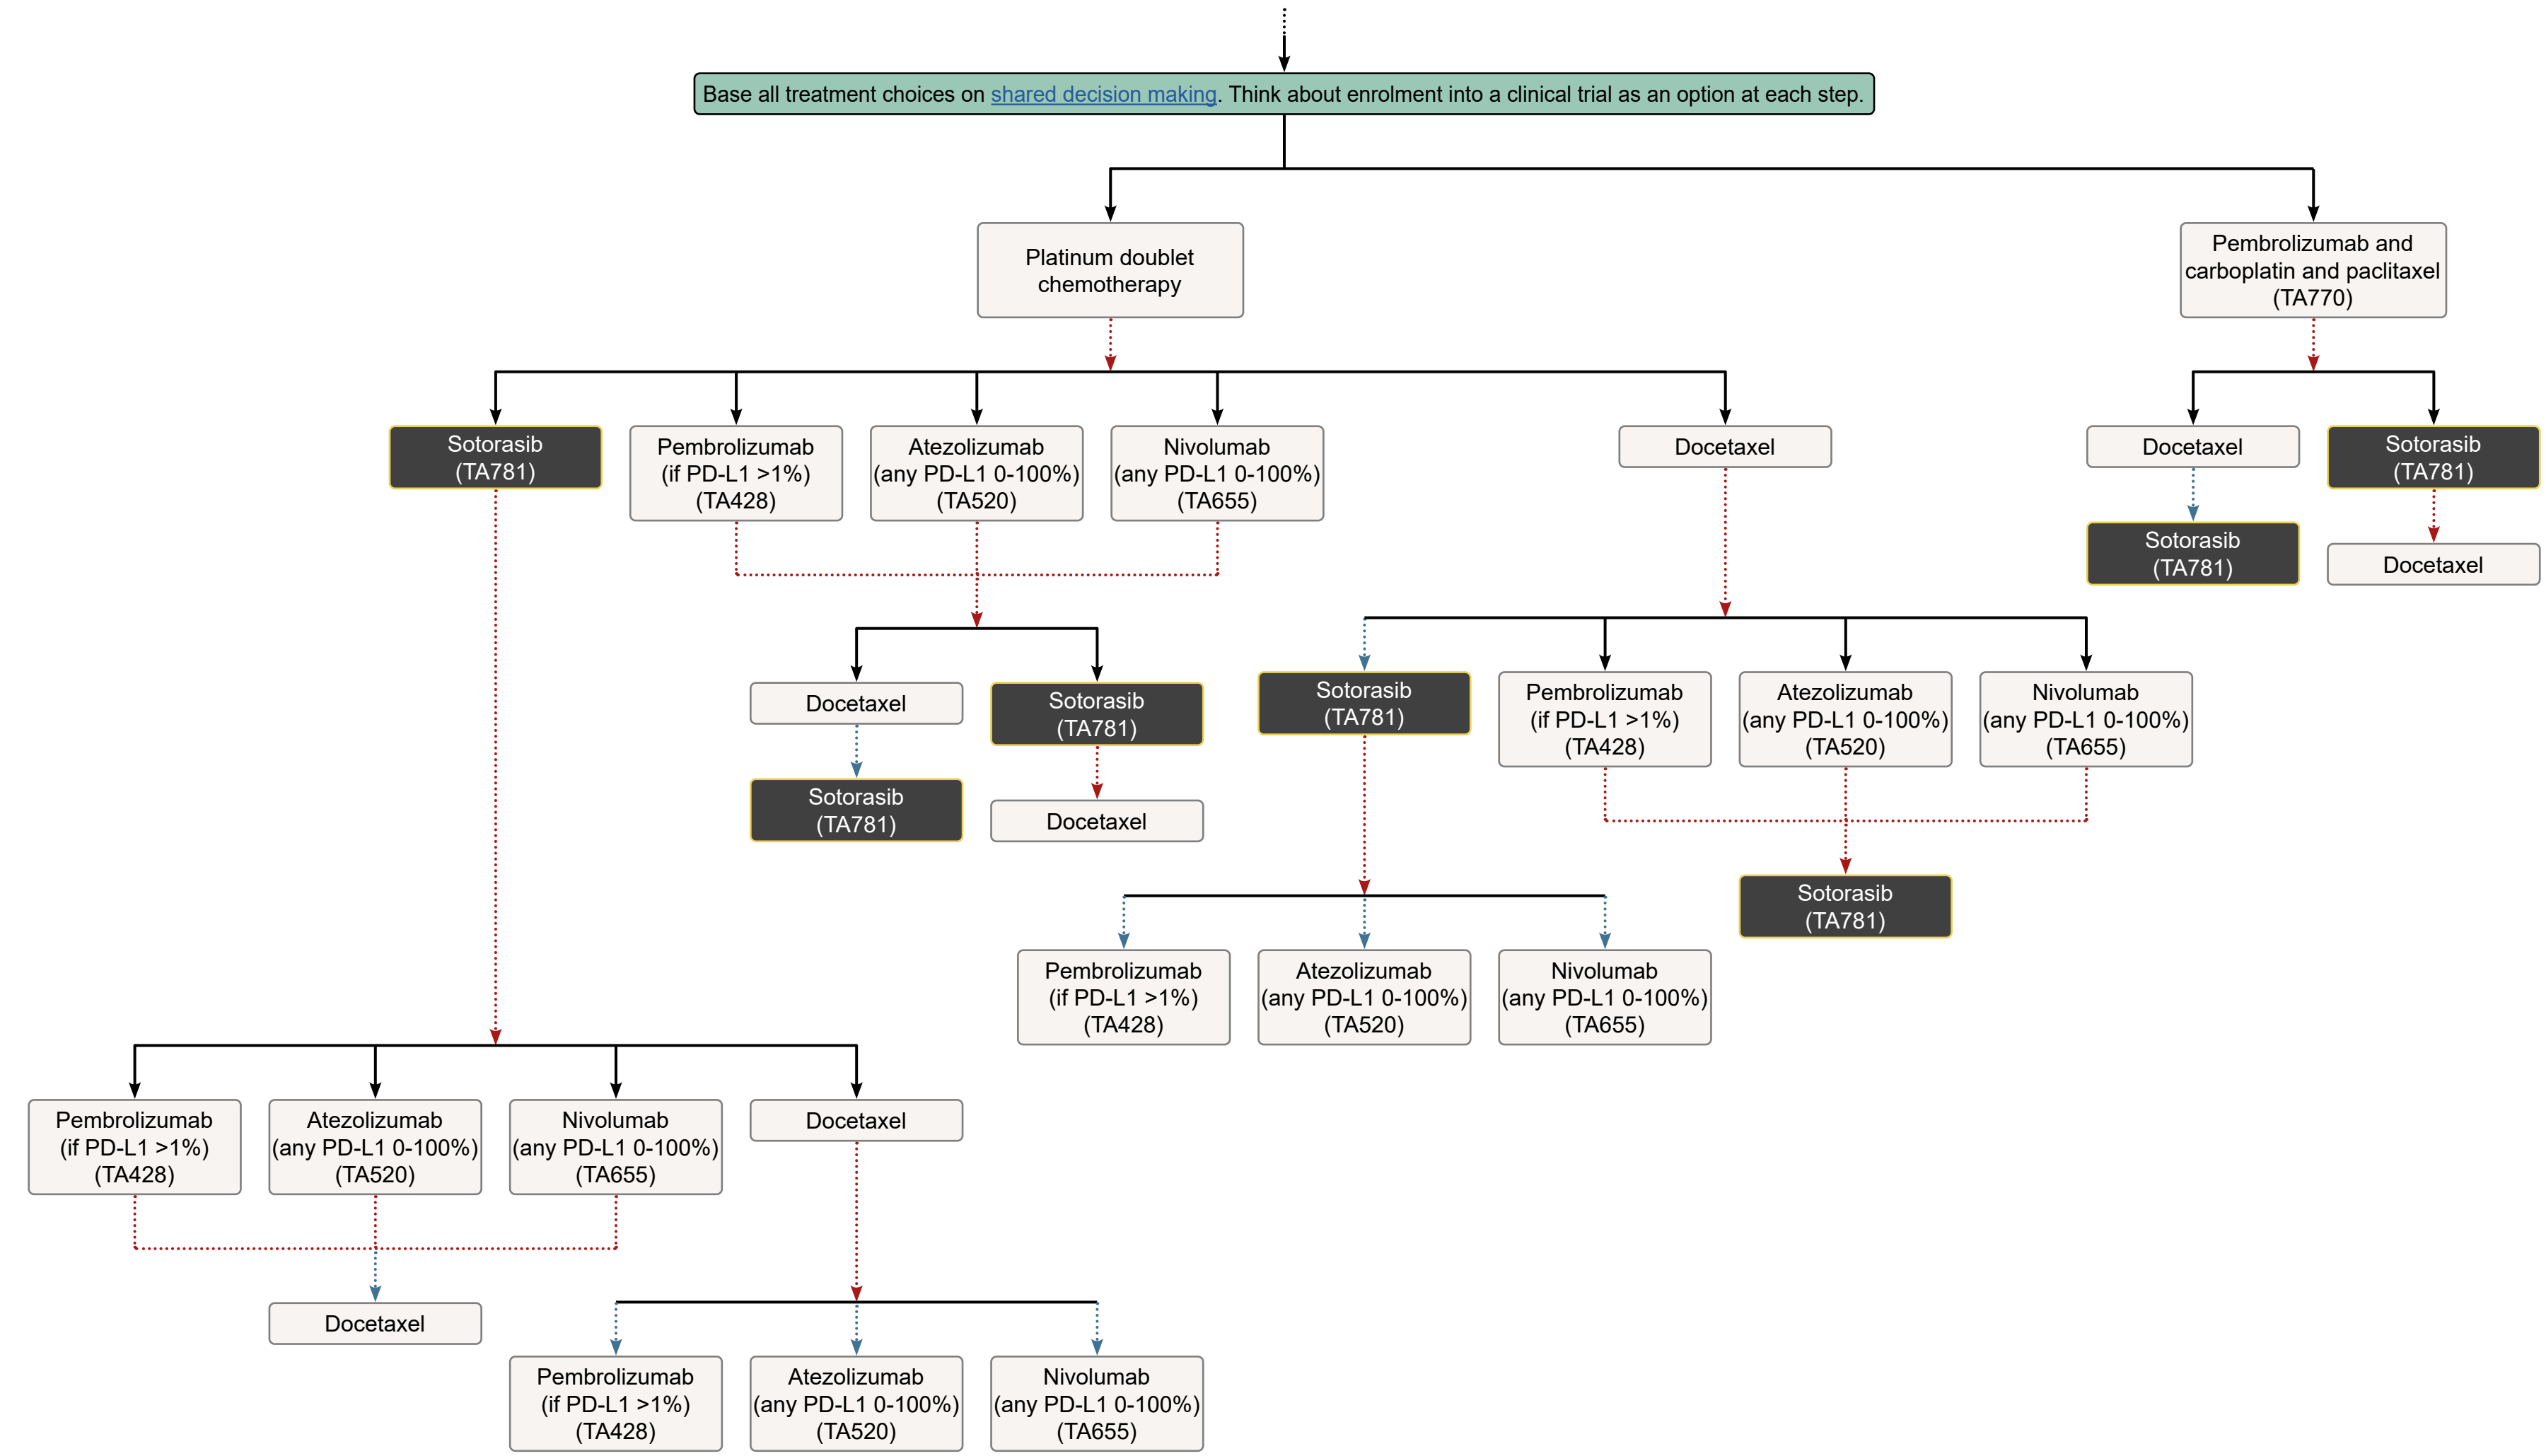 Base all treatment choices on shared decision making. Think about enrolment into a clinical trial as an option at each step.
Platinum doublet
chemotherapy
Pembrolizumab and
carboplatin and paclitaxel
(TA770)
Sotorasib
(TA781)
Pembrolizumab
(if PD-L1 >1%)
(TA428)
Atezolizumab
(any PD-L1 0-100%)
(TA520)
Nivolumab
(any PD-L1 0-100%)
(TA655)
Docetaxel
Docetaxel
Sotorasib
(TA781)
Sotorasib
(TA781)
Docetaxel
Docetaxel
Sotorasib
(TA781)
Sotorasib
(TA781)
Docetaxel
Sotorasib
(TA781)
Pembrolizumab
(if PD-L1 >1%)
(TA428)
Atezolizumab
(any PD-L1 0-100%)
(TA520)
Nivolumab
(any PD-L1 0-100%)
(TA655)
Sotorasib
(TA781)
Pembrolizumab
(if PD-L1 >1%)
(TA428)
Atezolizumab
(any PD-L1 0-100%)
(TA520)
Nivolumab
(any PD-L1 0-100%)
(TA655)
Pembrolizumab
(if PD-L1 >1%)
(TA428)
Atezolizumab
(any PD-L1 0-100%)
(TA520)
Nivolumab
(any PD-L1 0-100%)
(TA655)
Docetaxel
Docetaxel
Pembrolizumab
(if PD-L1 >1%)
(TA428)
Atezolizumab
(any PD-L1 0-100%)
(TA520)
Nivolumab
(any PD-L1 0-100%)
(TA655)